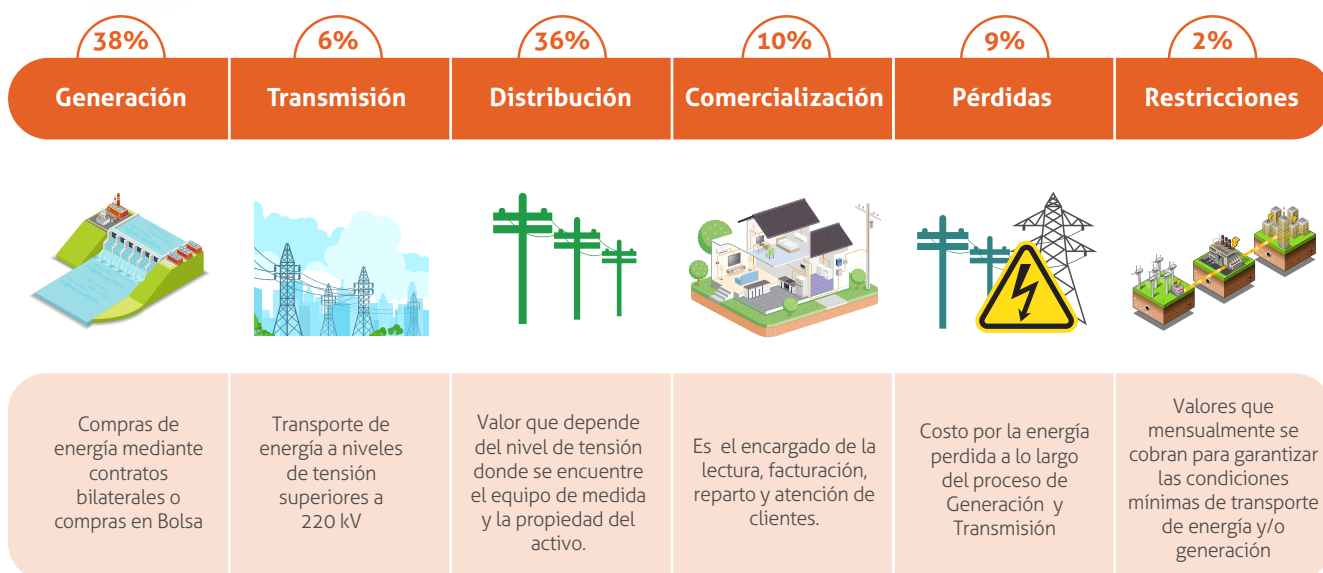 38%
Generación
6%
Transmisión
36%
Distribución
10%
Comercialización
9%
Pérdidas
2%
Restricciones
Compras de
energía mediante
contratos
bilaterales o
compras en Bolsa
Transporte de
energía a niveles
de tensión
superiores a
220 kV
Valor que depende
del nivel de tensión
donde se encuentre
el equipo de medida
y la propiedad del
activo.
Es el encargado de la
lectura, facturación,
reparto y atención de
clientes.
Costo por la energía
perdida a lo largo
del proceso de
Generación y
Transmisión
Valores que
mensualmente se
cobran para garantizar
las condiciones
mínimas de transporte
de energía y/o
generación